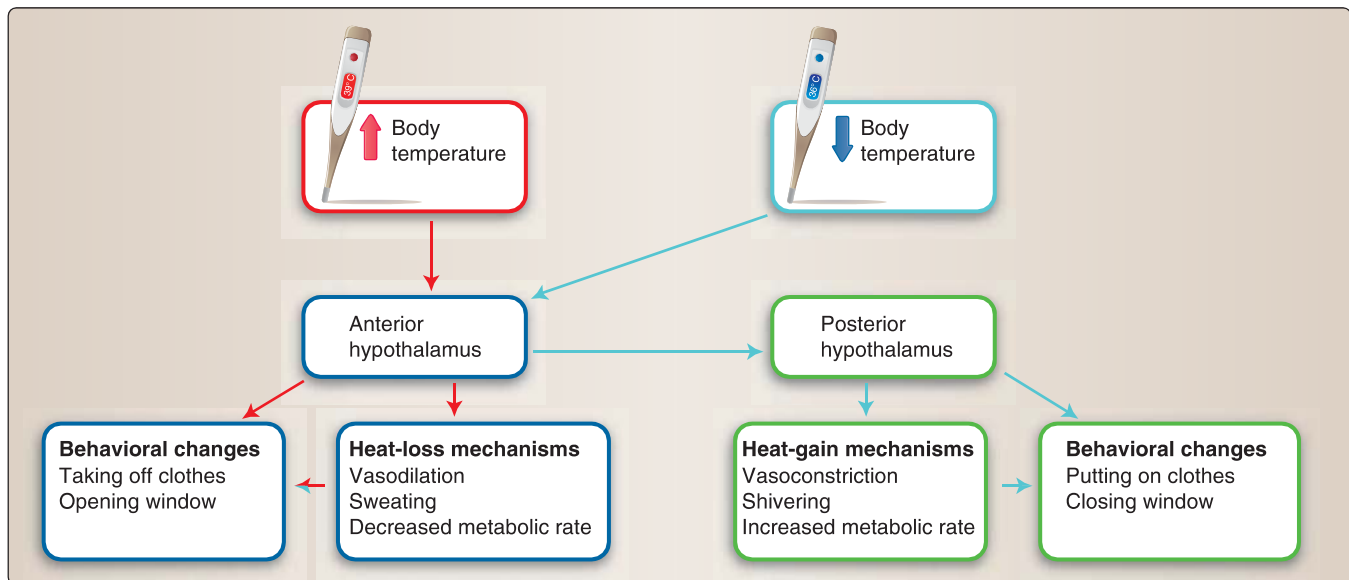 39°C
Body
temperature
36°C
Body
temperature
Anterior
hypothalamus
Posterior
hypothalamus
Behavioral changes
Taking off clothes
Opening window
Heat-loss mechanisms
Vasodilation
Sweating
Decreased metabolic rate
Heat-gain mechanisms
Vasoconstriction
Shivering
Increased metabolic rate
Behavioral changes
Putting on clothes
Closing window